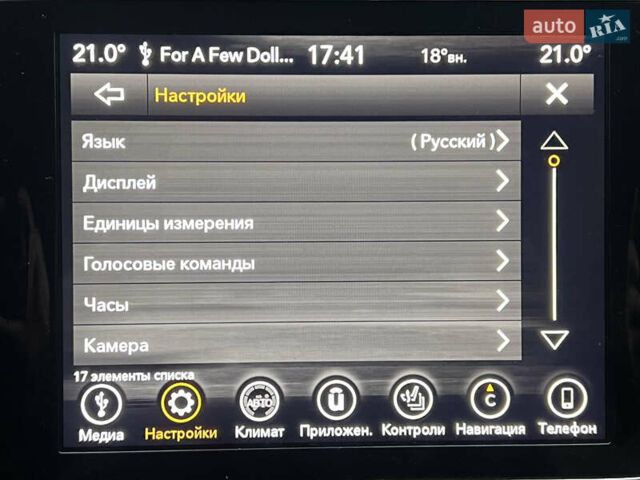 auto RIA .com
21.0° For A Few Doll... 17:41 18°вн. 21.0°
Настройки
Язык (Русский)
Дисплей
Единицы измерения
Голосовые команды
Часы
Камера
17 элементы списка
АВТО ü C
Медиа Настройки Климат Приложен. Контроли Навигация Телефон